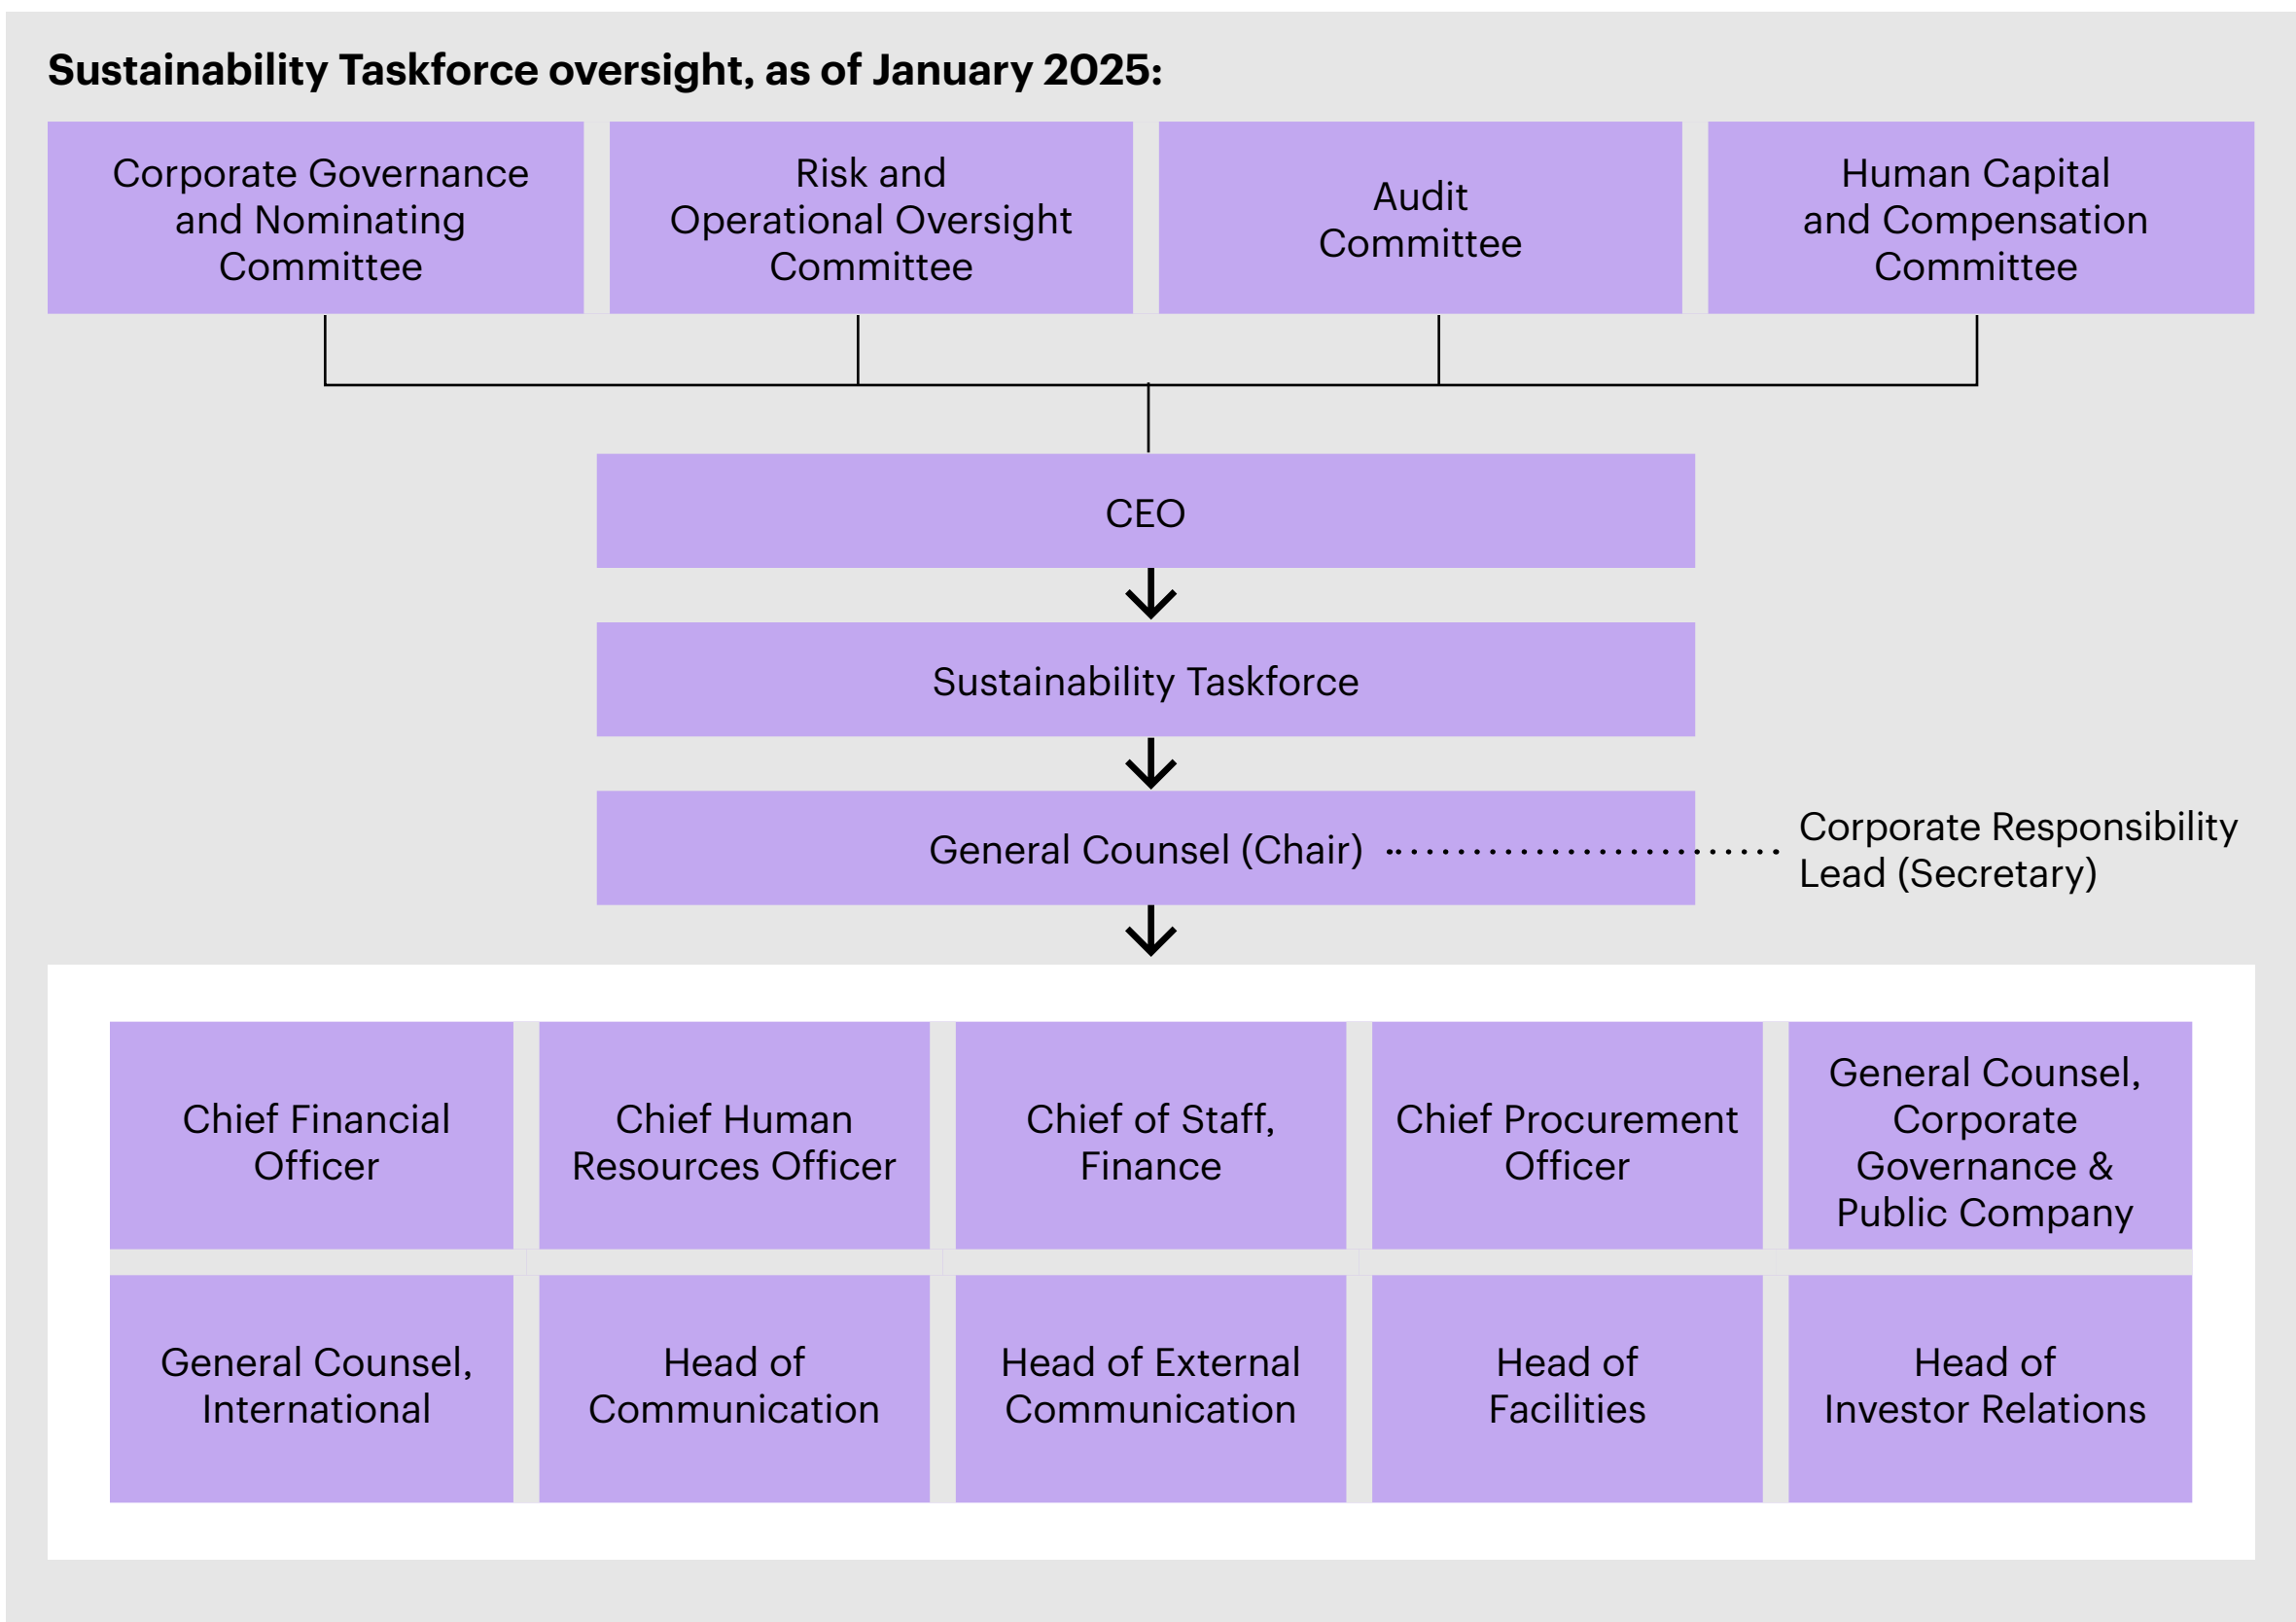 Sustainability Taskforce oversight, as of January 2025:
Corporate Governance
and Nominating
Committee
Risk and
Operational Oversight
Committee
Audit
Committee
Human Capital
and Compensation
Committee
CEO
Sustainability Taskforce
General Counsel (Chair)
Corporate Responsibility
Lead (Secretary)
Chief Financial
Officer
Chief Human
Resources Officer
Chief of Staff,
Finance
Chief Procurement
Officer
General Counsel,
Corporate
Governance &
Public Company
General Counsel,
International
Head of
Communication
Head of External
Communication
Head of
Facilities
Head of
Investor Relations